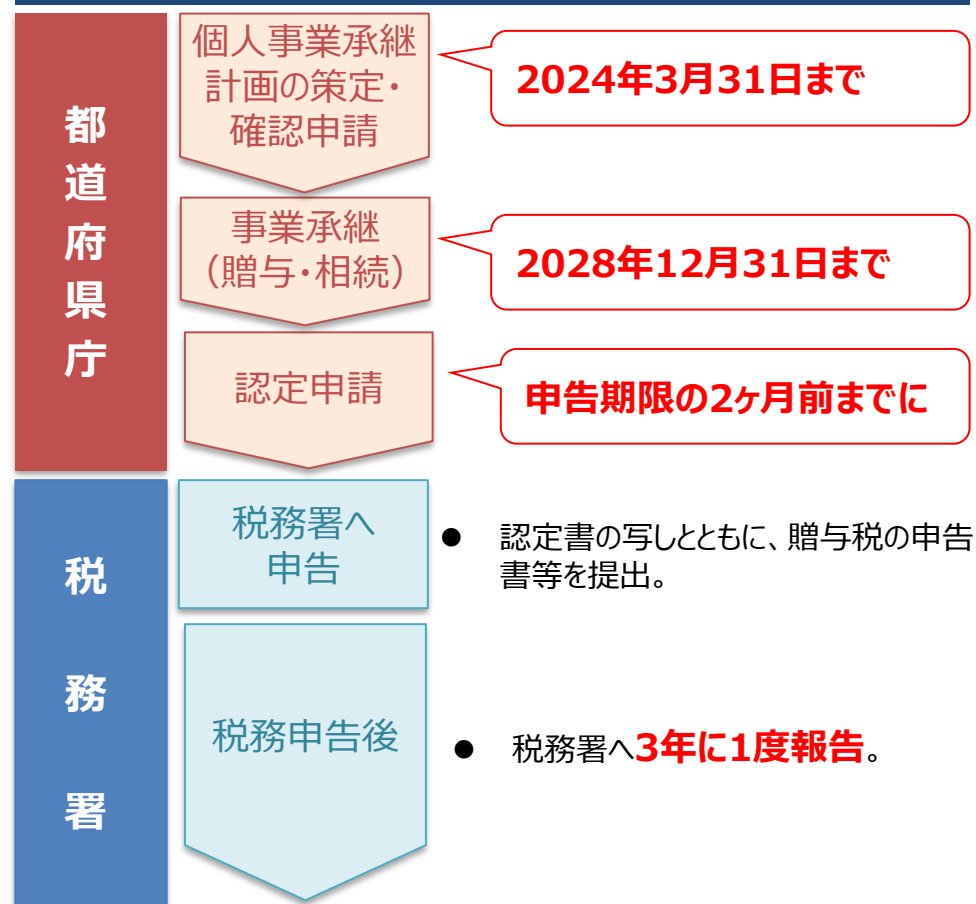 都道府県庁
個人事業承継
計画の策定・
確認申請
2024年3月31日まで
事業承継
（贈与・相続）
2028年12月31日まで
認定申請
申告期限の2ヶ月前までに
税務署
税務署へ
申告
● 認定書の写しとともに、贈与税の申告
書等を提出。
税務申告後
● 税務署へ3年に1度報告。